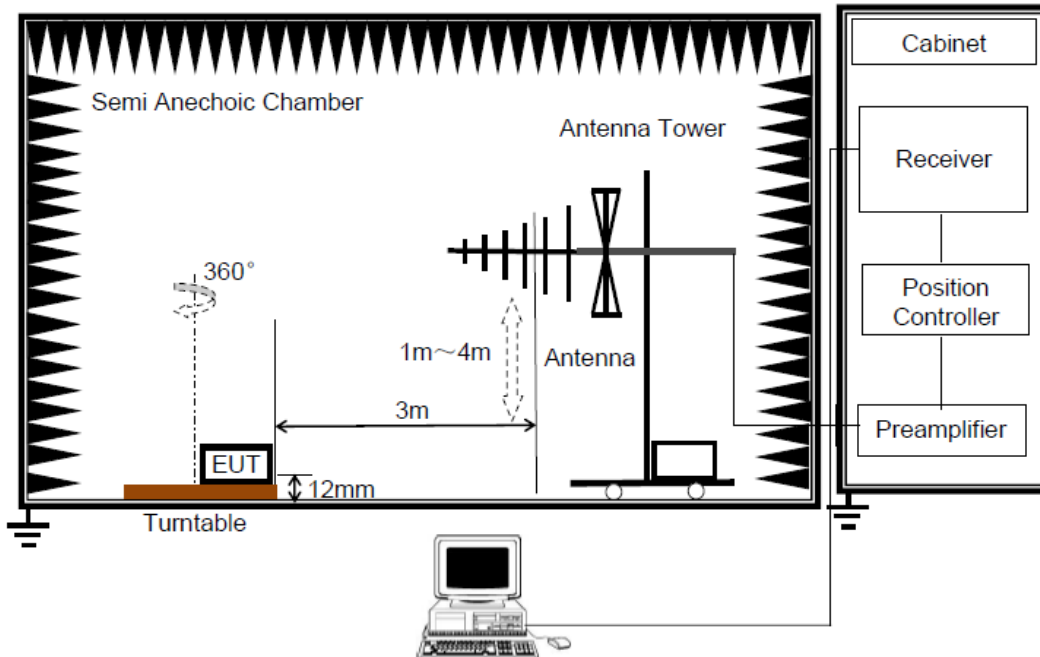 Cabinet
Semi Anechoic Chamber
Antenna Tower
Receiver
360°
Position
Controller
1m～4m
Antenna
3m
Preamplifier
EUT
12mm
Turntable